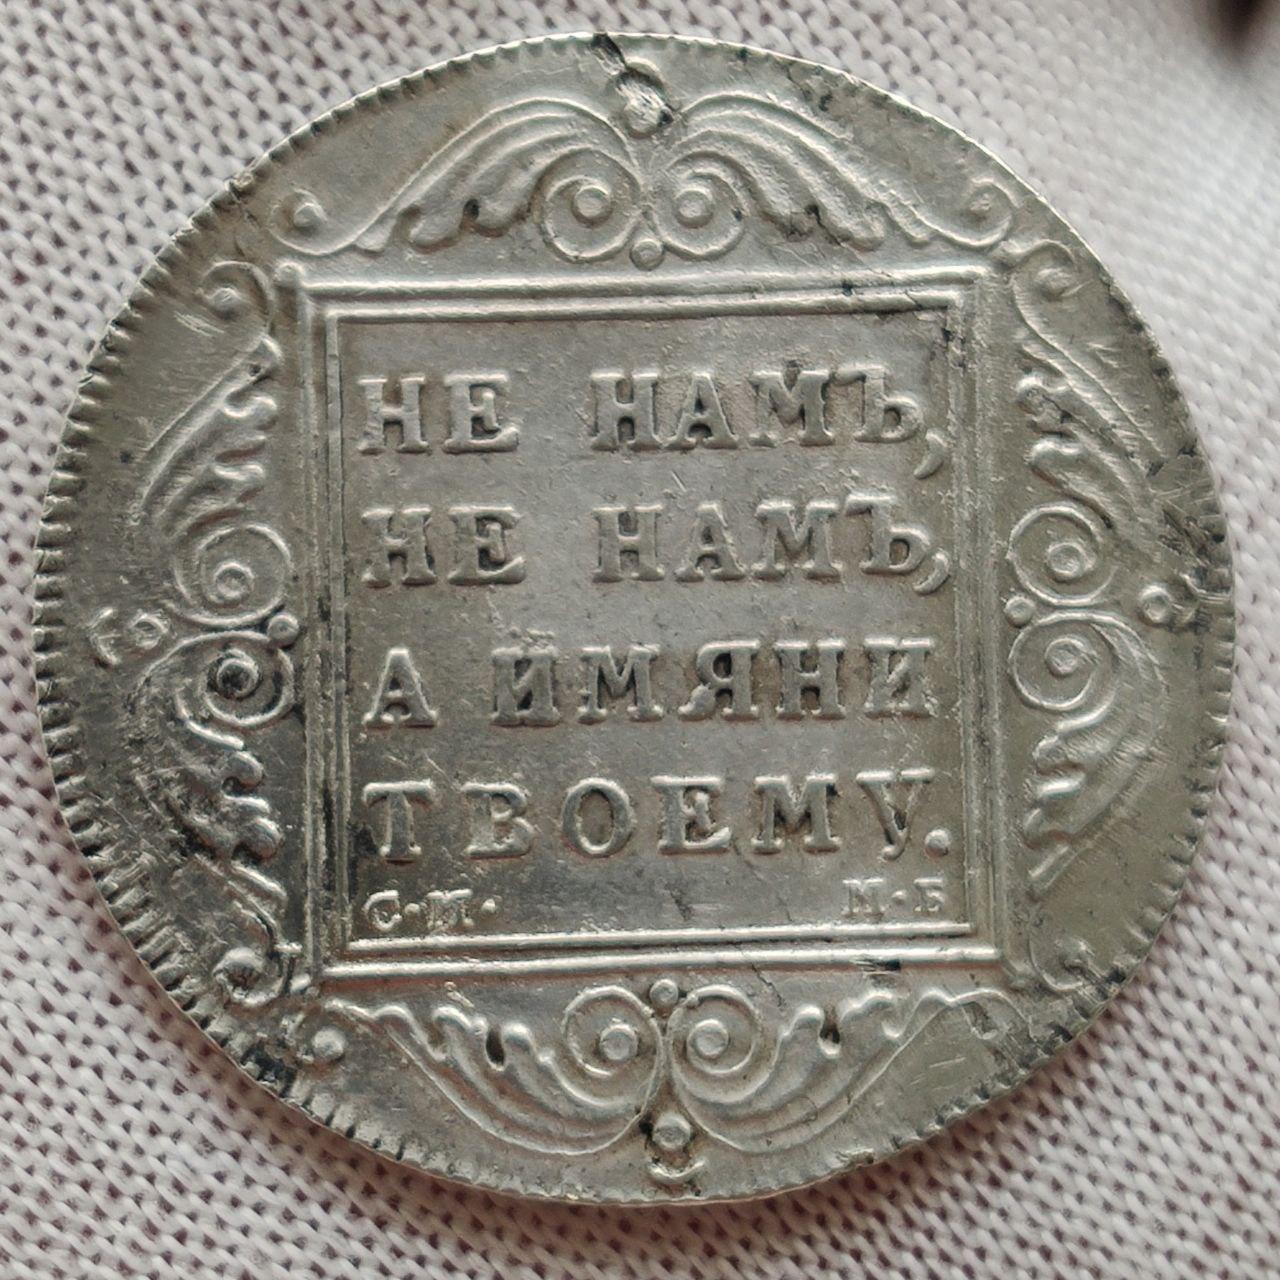 НЕ НАМЪ,
НЕ НАМЪ,
А ИМЯНИ
ТВОЕМУ.
С·М· М·Б